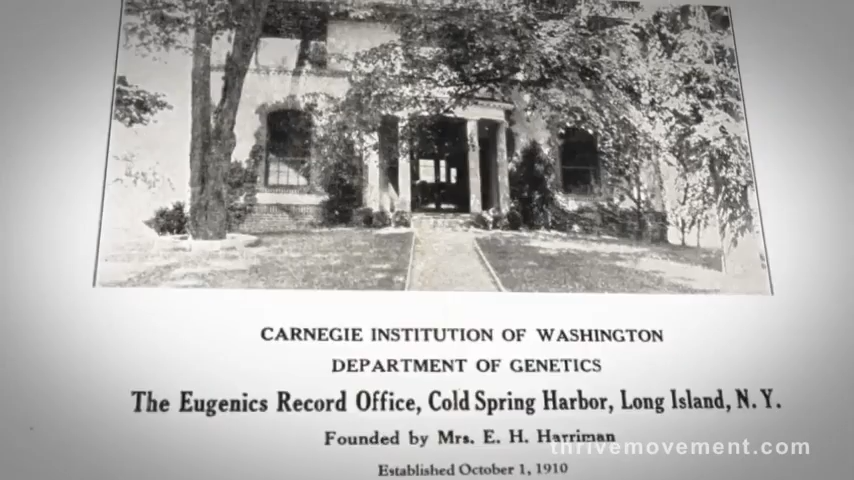 CARNEGIE INSTITUTION OF WASHINGTON
DEPARTMENT OF GENETICS
The Eugenics Record Office, Cold Spring Harbor, Long Island, N. Y.
Founded by Mrs. E. H. Harriman
thrivemovement.com
Established October 1, 1910